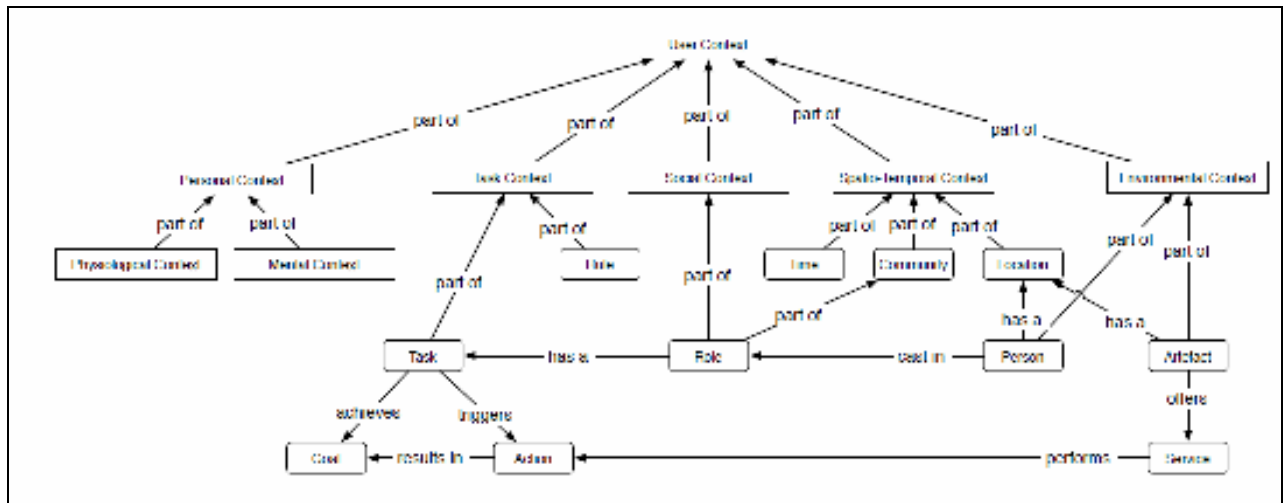 User Context
part of
part of
part of
part of
part of
Personal Context
Task Context
Social Context
Spatio-Temporal Context
Environmental Context
part of
part of
part of
part of
part of
part of
part of
part of
Physiological Context
Mental Context
Time
Community
Location
part of
part of
part of
has a
has a
Task
has a
Role
cast in
Person
Artefact
achieves
triggers
offers
Goal
results in
Action
performs
Service